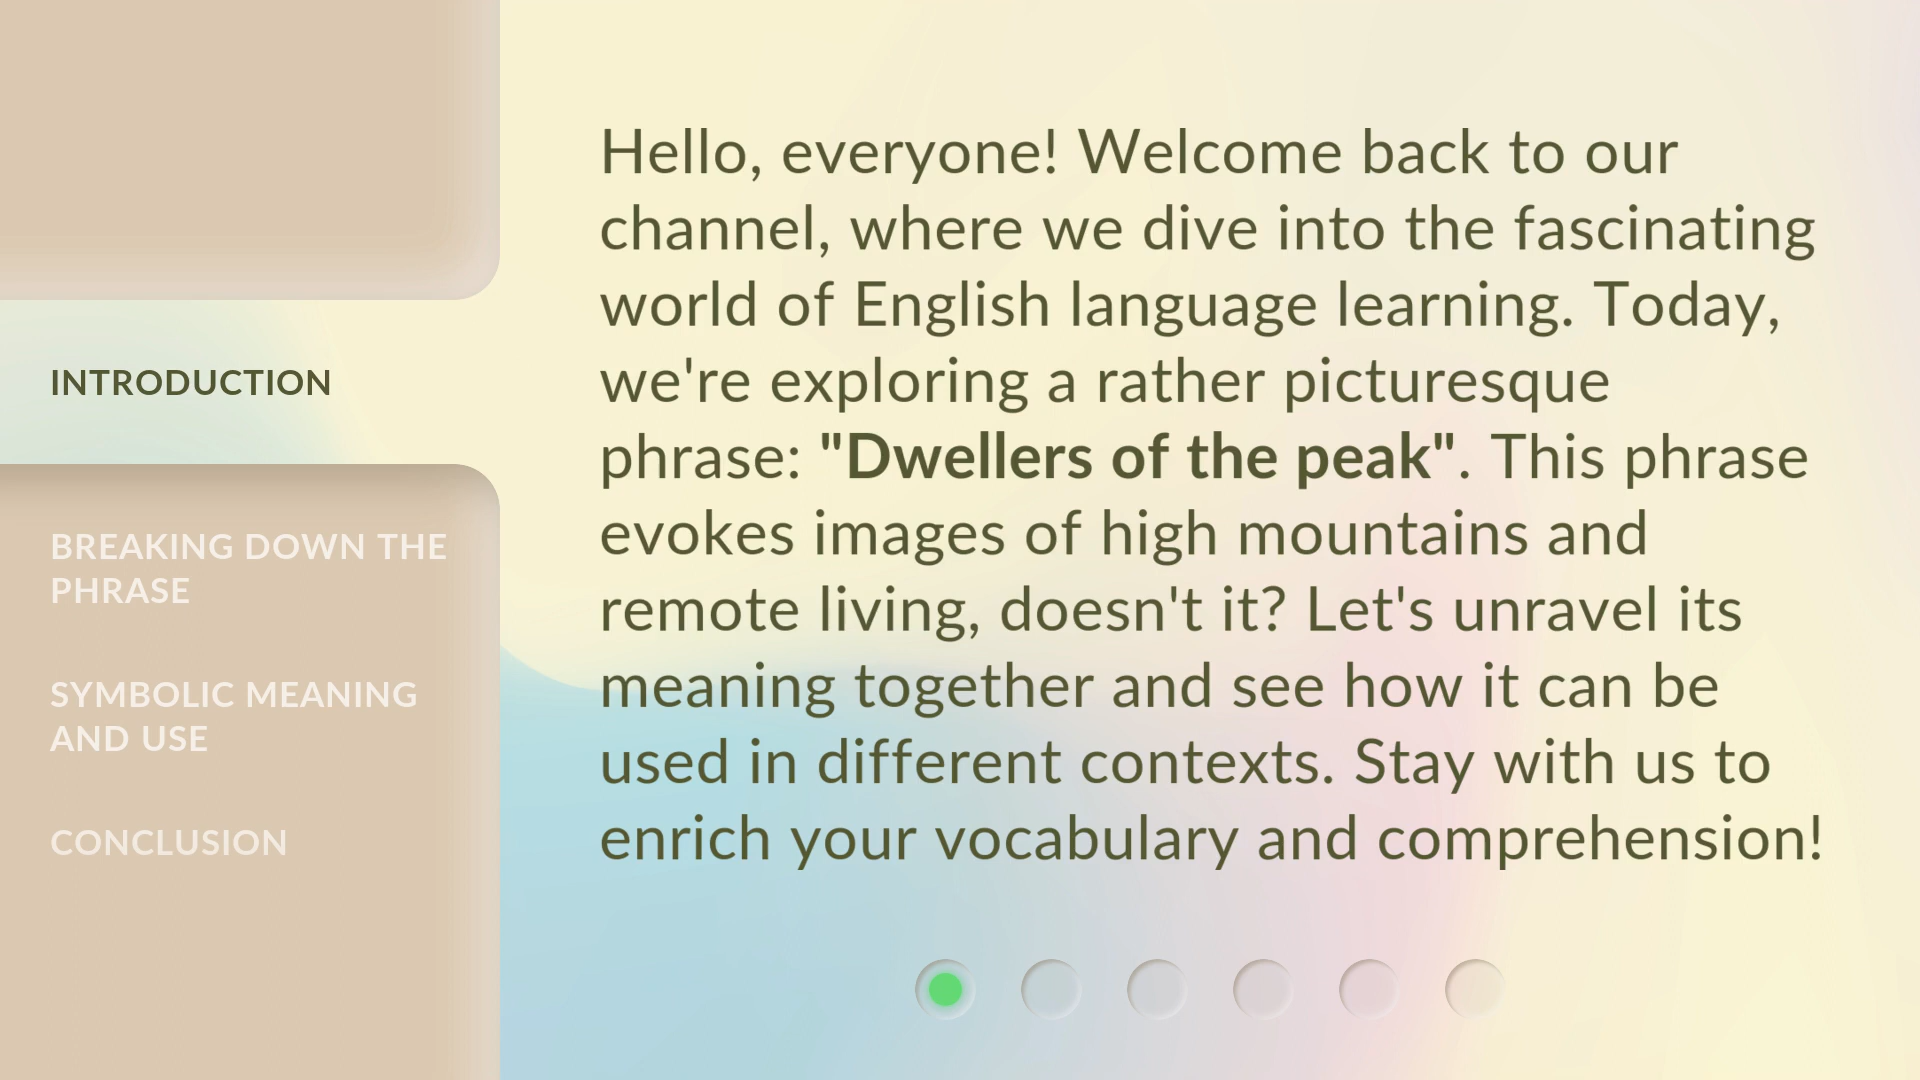 INTRODUCTION
BREAKING DOWN THE
PHRASE
SYMBOLIC MEANING
AND USE
CONCLUSION
Hello, everyone! Welcome back to our
channel, where we dive into the fascinating
world of English language learning. Today,
we're exploring a rather picturesque
phrase: "Dwellers of the peak". This phrase
evokes images of high mountains and
remote living, doesn't it? Let's unravel its
meaning together and see how it can be
used in different contexts. Stay with us to
enrich your vocabulary and comprehension!